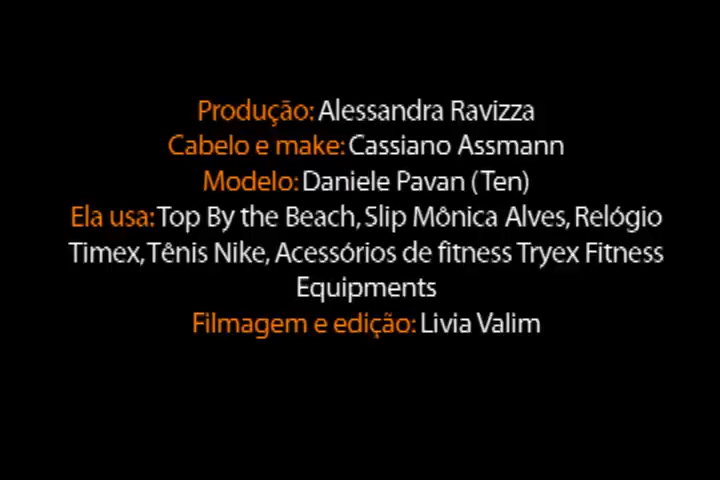 Produção: Alessandra Ravizza
Cabelo e make: Cassiano Assmann
Modelo: Daniele Pavan (Ten)
Ela usa: Top By the Beach, Slip Mônica Alves, Relógio
Timex, Tênis Nike, Acessórios de fitness Tryex Fitness
Equipments
Filmagem e edição: Livia Valim